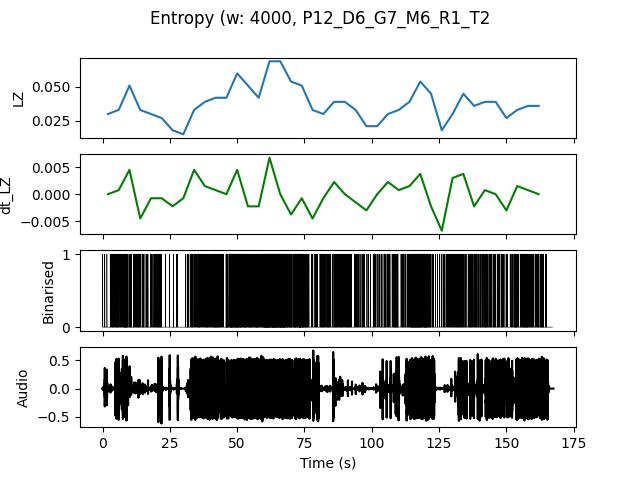 Entropy (w: 4000, P12_D6_G7_M6_R1_T2
LZ
0.050
0.025
dt_LZ
0.005
0.000
−0.005
Binarised
1
0
Audio
0.5
0.0
−0.5
0 25 50 75 100 125 150 175
Time (s)